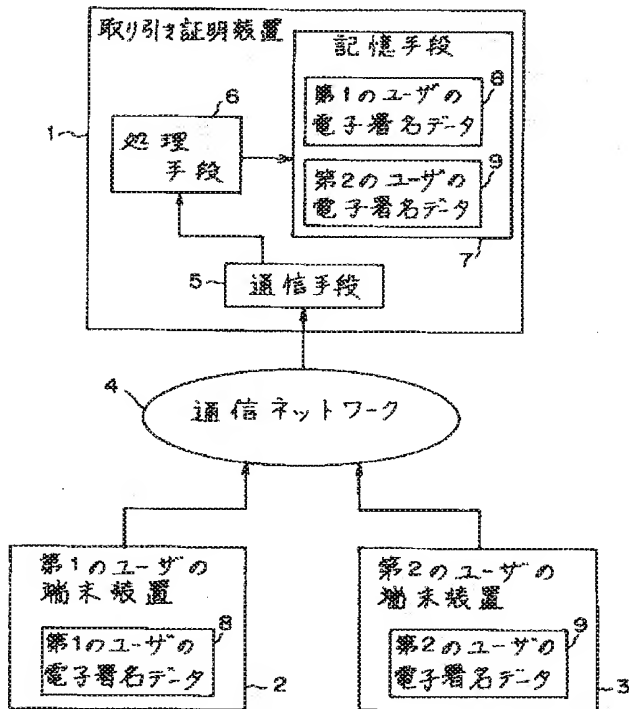 取り引き証明装置
記憶手段
6
8
第1のユーザの
電子署名データ
1
処理
手段
9
第2のユーザの
電子署名データ
7
5
通信手段
4
通信ネットワーク
第1のユーザの
端末装置
8
第1のユーザの
電子署名データ
2
第2のユーザの
端末装置
9
第2のユーザの
電子署名データ
3